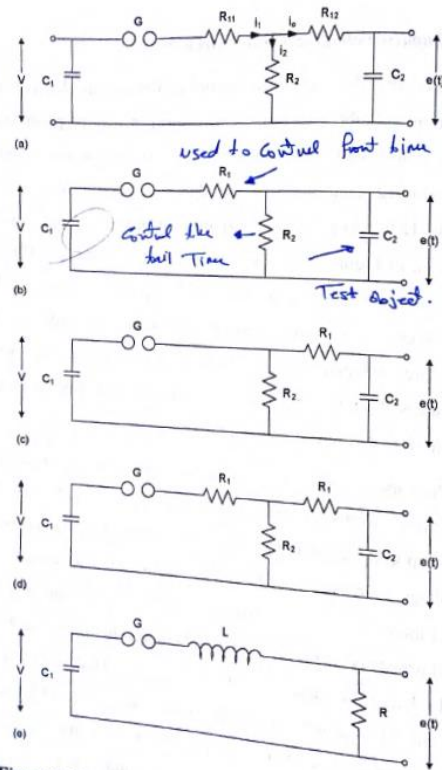 G R₁₁ i₁ i₀ R₁₂
i₂
V C₁ R₂ C₂ e(t)
(a)
used to control front time
G R₁
V C₁ control the R₂ C₂ e(t)
tail Time
(b) Test object.
G R₁
V C₁ R₂ C₂ e(t)
(c)
G R₁ R₁
V C₁ R₂ C₂ e(t)
(d)
G L
V C₁ R e(t)
(e)